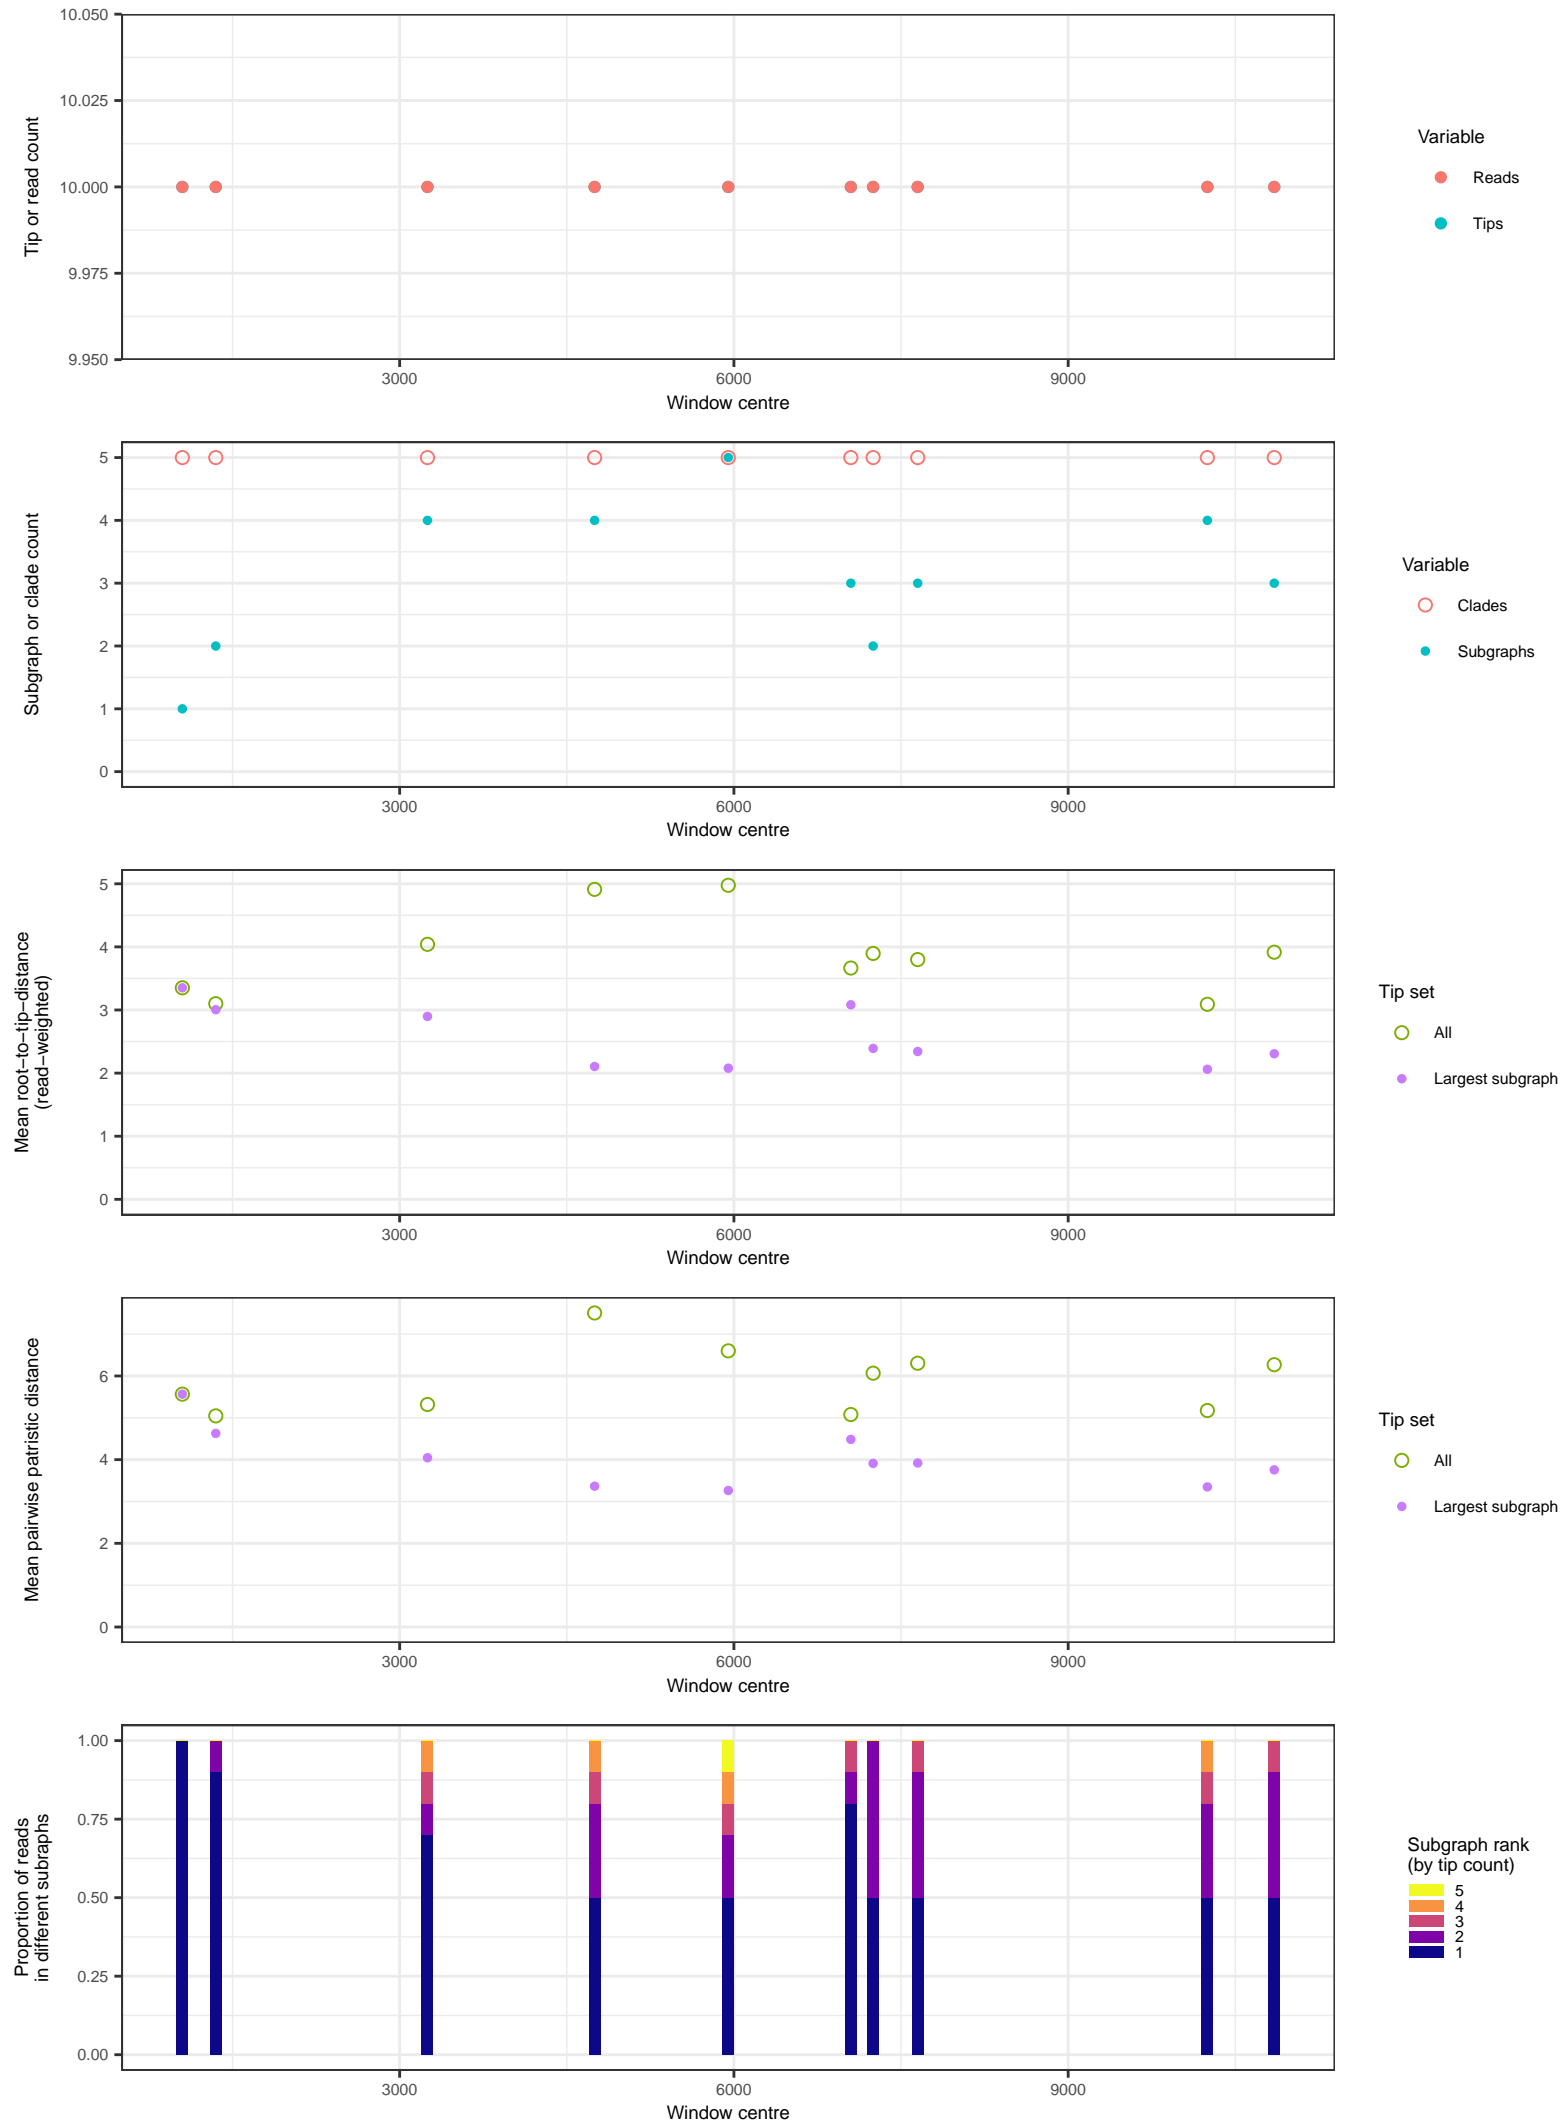 10.050
10.025
10.000
9.975
9.950
Tip or read count
3000
6000
9000
Window centre
Variable
Reads
Tips
5
4
3
2
1
0
Subgraph or clade count
3000
6000
9000
Window centre
Variable
Clades
Subgraphs
5
4
3
2
1
0
Mean root−to−tip−distance
(read−weighted)
3000
6000
9000
Window centre
Tip set
All
Largest subgraph
6
4
2
0
Mean pairwise patristic distance
3000
6000
9000
Window centre
Tip set
All
Largest subgraph
1.00
0.75
0.50
0.25
0.00
Proportion of reads
in different subraphs
3000
6000
9000
Window centre
Subgraph rank
(by tip count)
5
4
3
2
1